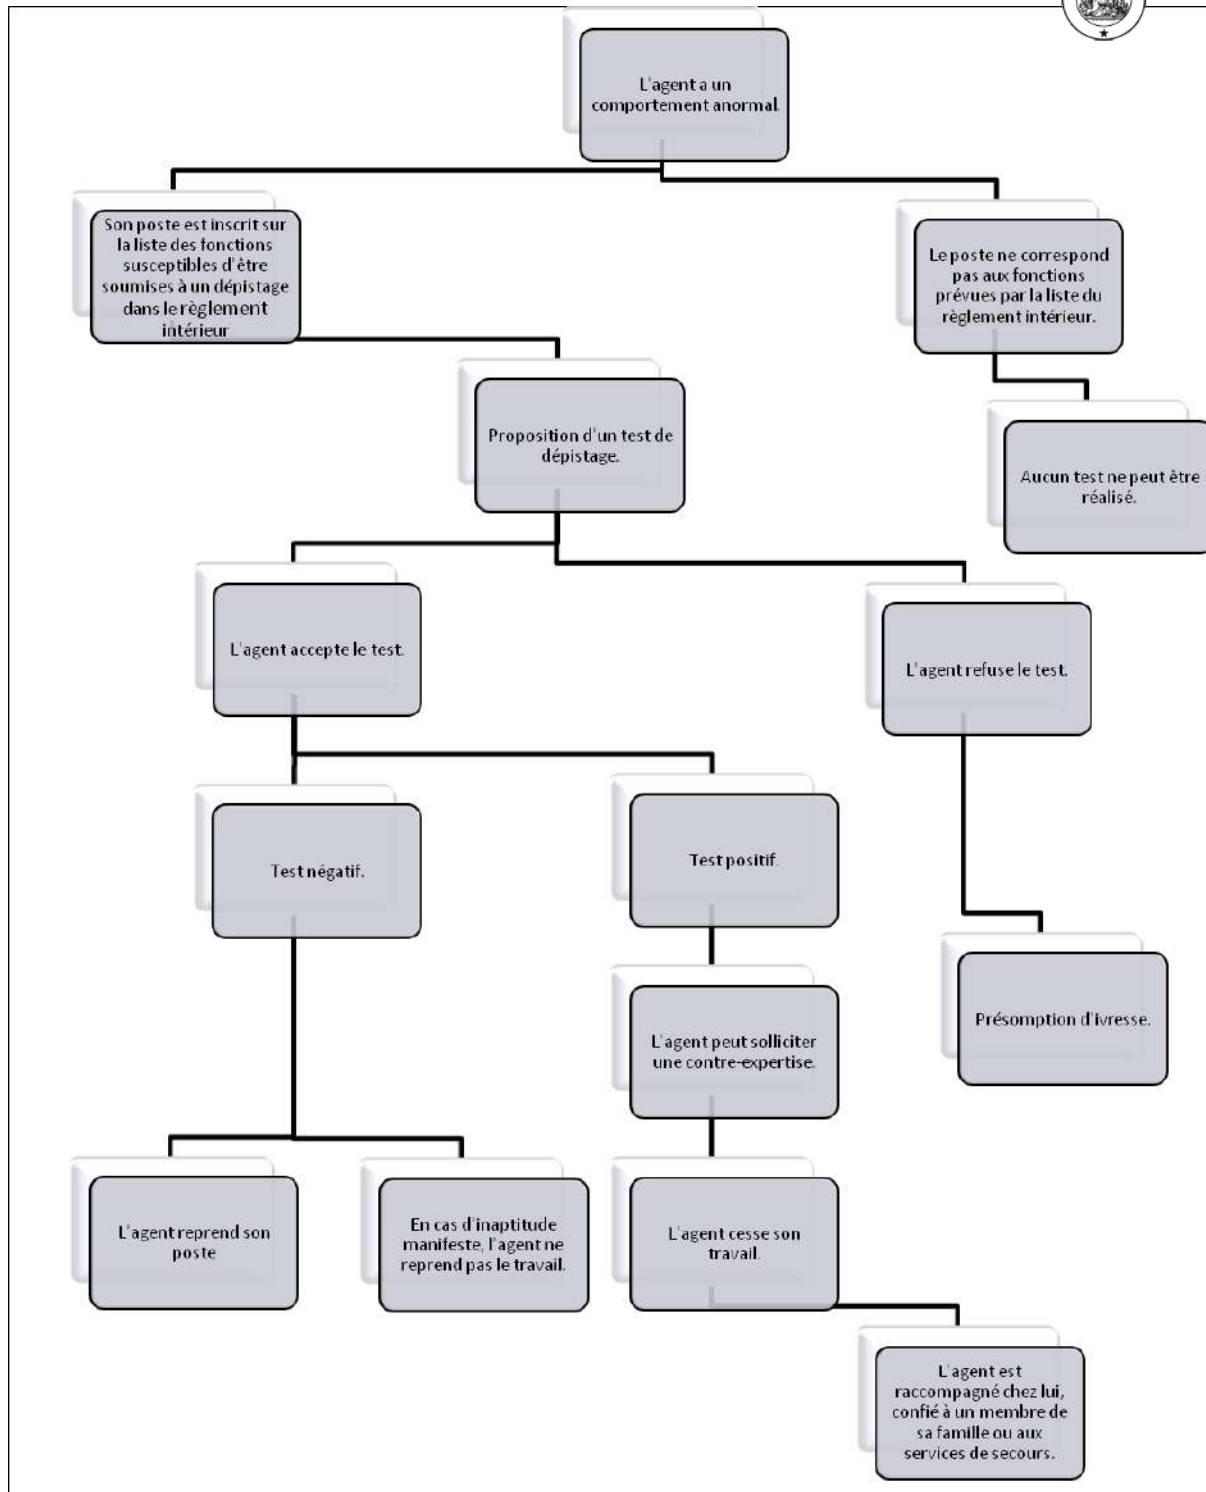 L'agent a un
comportement anormal.
Son poste est inscrit sur
la liste des fonctions
susceptibles d'être
soumises à un dépistage
dans le règlement
intérieur
Le poste ne correspond
pas aux fonctions
prévues par la liste du
règlement intérieur.
Proposition d'un test de
dépistage.
Aucun test ne peut être
réalisé.
L'agent accepte le test.
L'agent refuse le test.
Test négatif.
Test positif.
L'agent peut solliciter
une contre-expertise.
Présomption d'ivresse.
L'agent reprend son
poste
En cas d'inaptitude
manifeste, l'agent ne
reprend pas le travail.
L'agent cesse son
travail.
L'agent est
raccompagné chez lui,
confié à un membre de
sa famille ou aux
services de secours.